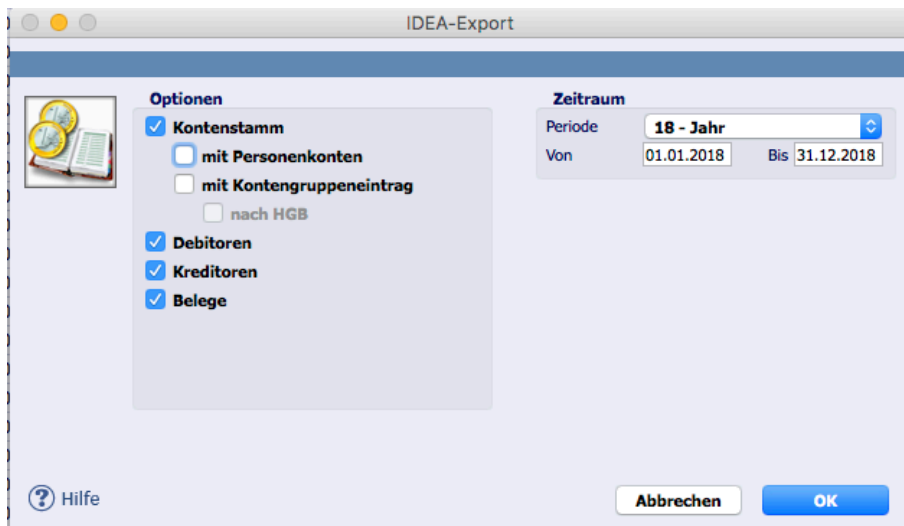 IDEA-Export
Optionen
Kontenstamm
mit Personenkonten
mit Kontengruppeneintrag
nach HGB
Debitoren
Kreditoren
Belege
Zeitraum
Periode 18 - Jahr
Von 01.01.2018 Bis 31.12.2018
? Hilfe
Abbrechen OK